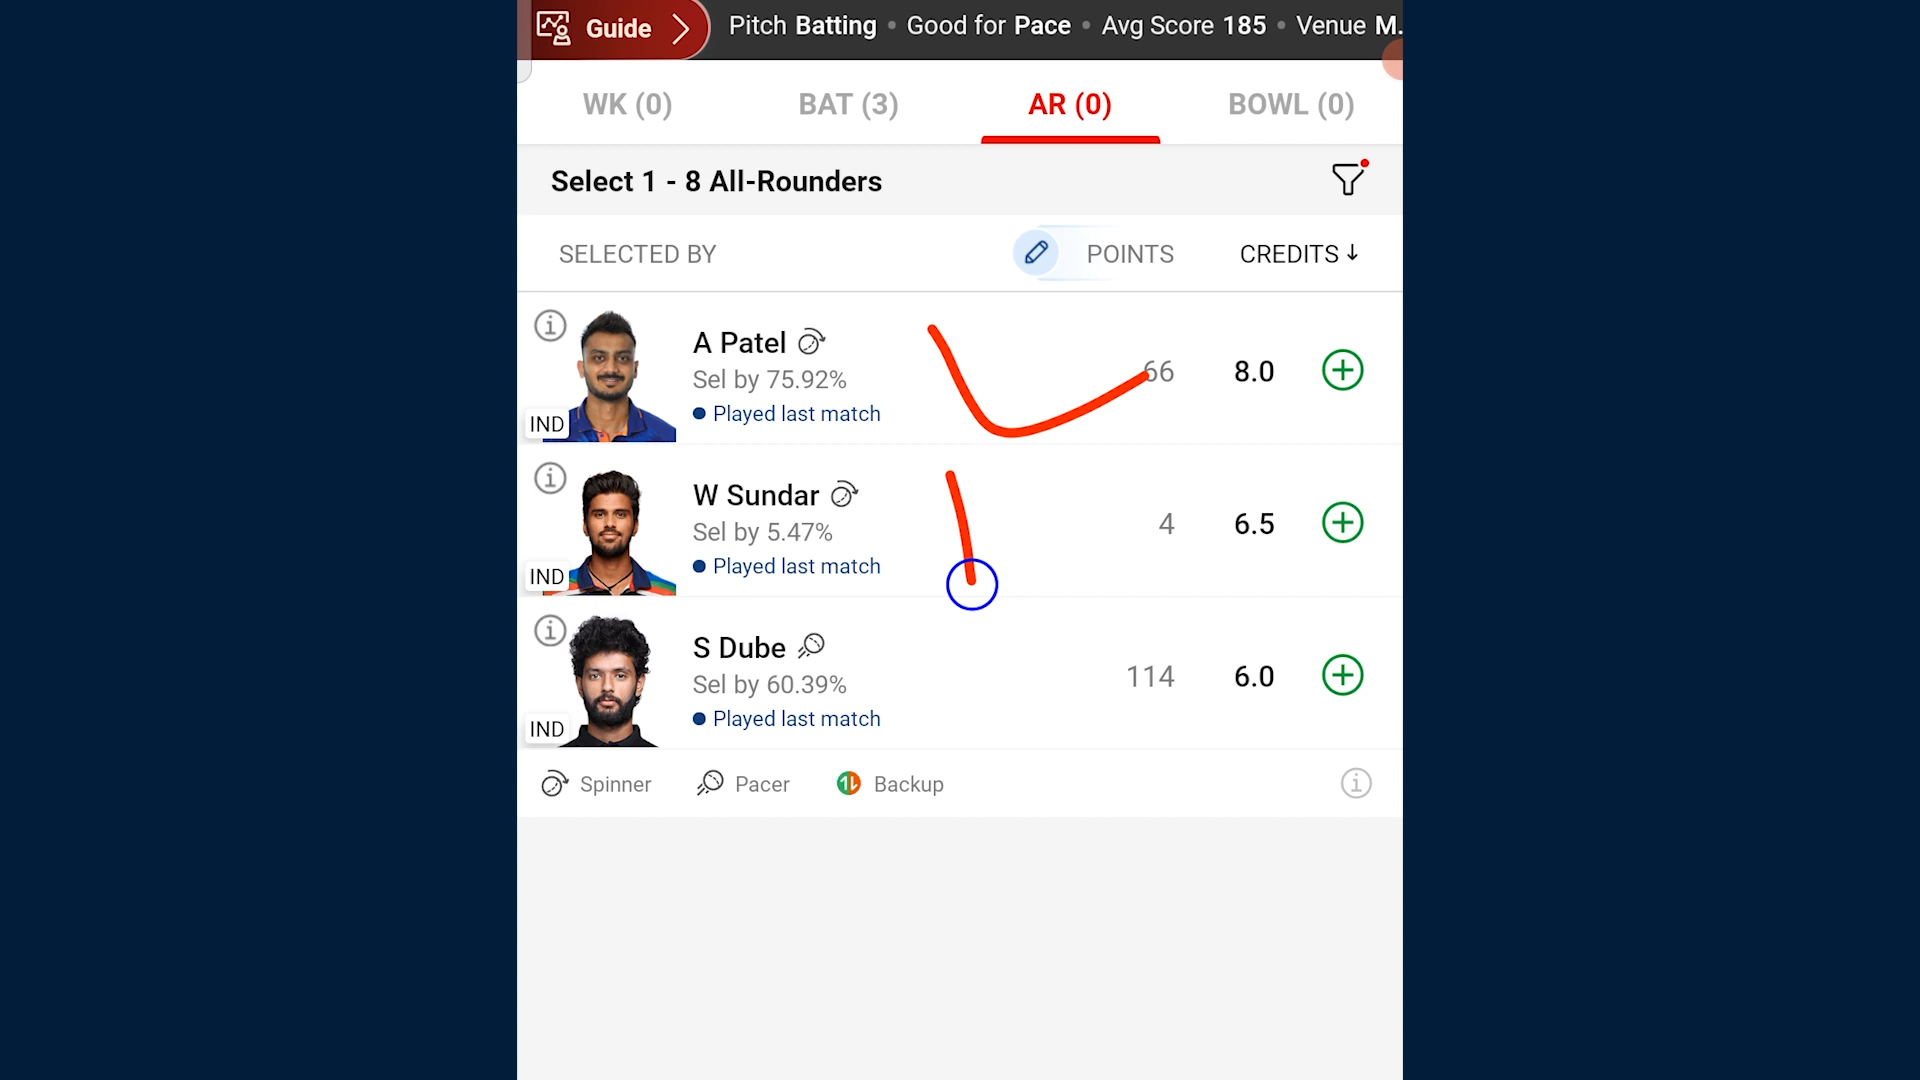 Guide Pitch Batting • Good for Pace • Avg Score 185 • Venue M.
WK (0) BAT (3) AR (0) BOWL (0)
Select 1 - 8 All-Rounders
SELECTED BY POINTS CREDITS ↓
A Patel
Sel by 75.92% 66 8.0
Played last match
IND
W Sundar
Sel by 5.47% 4 6.5
Played last match
IND
S Dube
Sel by 60.39% 114 6.0
Played last match
IND
Spinner Pacer Backup